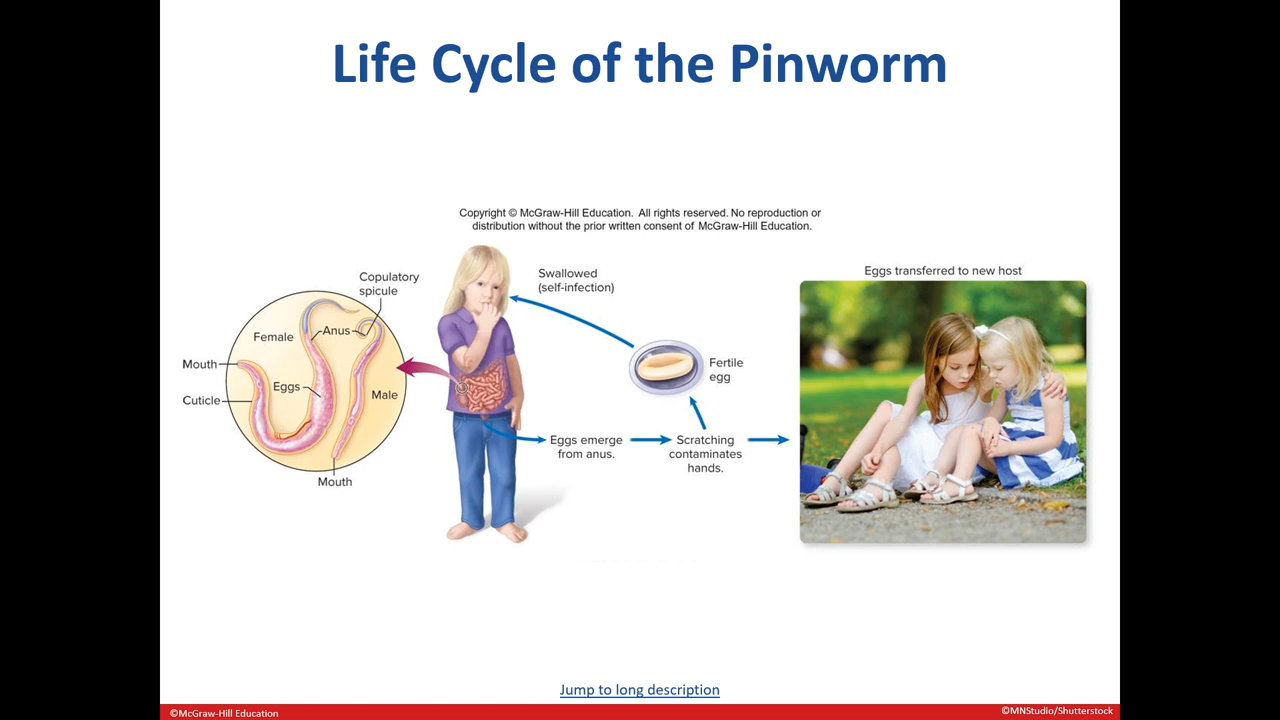 Life Cycle of the Pinworm
Copyright © McGraw-Hill Education. All rights reserved. No reproduction or
distribution without the prior written consent of McGraw-Hill Education.
Copulatory
spicule
Female
Anus
Mouth
Eggs
Cuticle
Male
Mouth
Swallowed
(self-infection)
Fertile
egg
Eggs emerge
from anus.
Scratching
contaminates
hands.
Eggs transferred to new host
Jump to long description
©McGraw-Hill Education
©MNStudio/Shutterstock